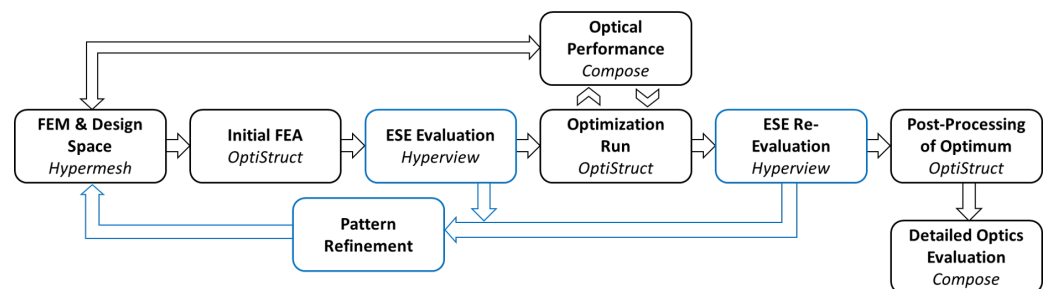 Optical
Performance
Compose
FEM & Design
Space
Hypermesh
Initial FEA
OptiStruct
ESE Evaluation
Hyperview
Optimization
Run
OptiStruct
ESE Re-
Evaluation
Hyperview
Post-Processing
of Optimum
OptiStruct
Pattern
Refinement
Detailed Optics
Evaluation
Compose